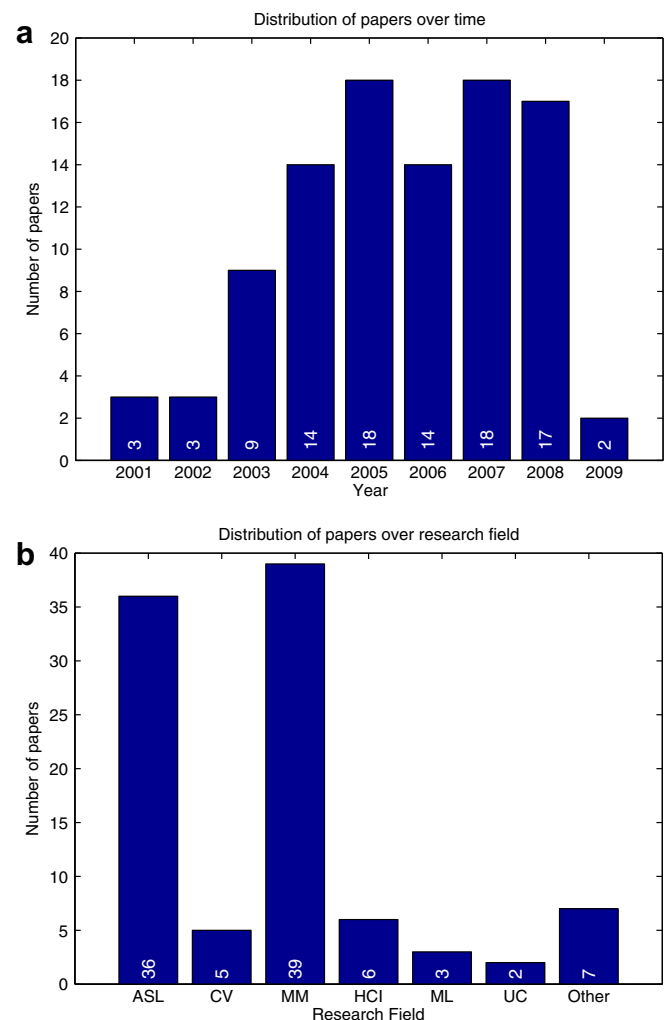 a
Distribution of papers over time
20
18
16
14
12
10
8
6
4
2
0
Number of papers
3 3 9 14 18 14 18 17 2
2001 2002 2003 2004 2005 2006 2007 2008 2009
Year
b
Distribution of papers over research field
40
35
30
25
20
15
10
5
0
Number of papers
36 5 39 6 3 2 7
ASL CV MM HCI ML UC Other
Research Field